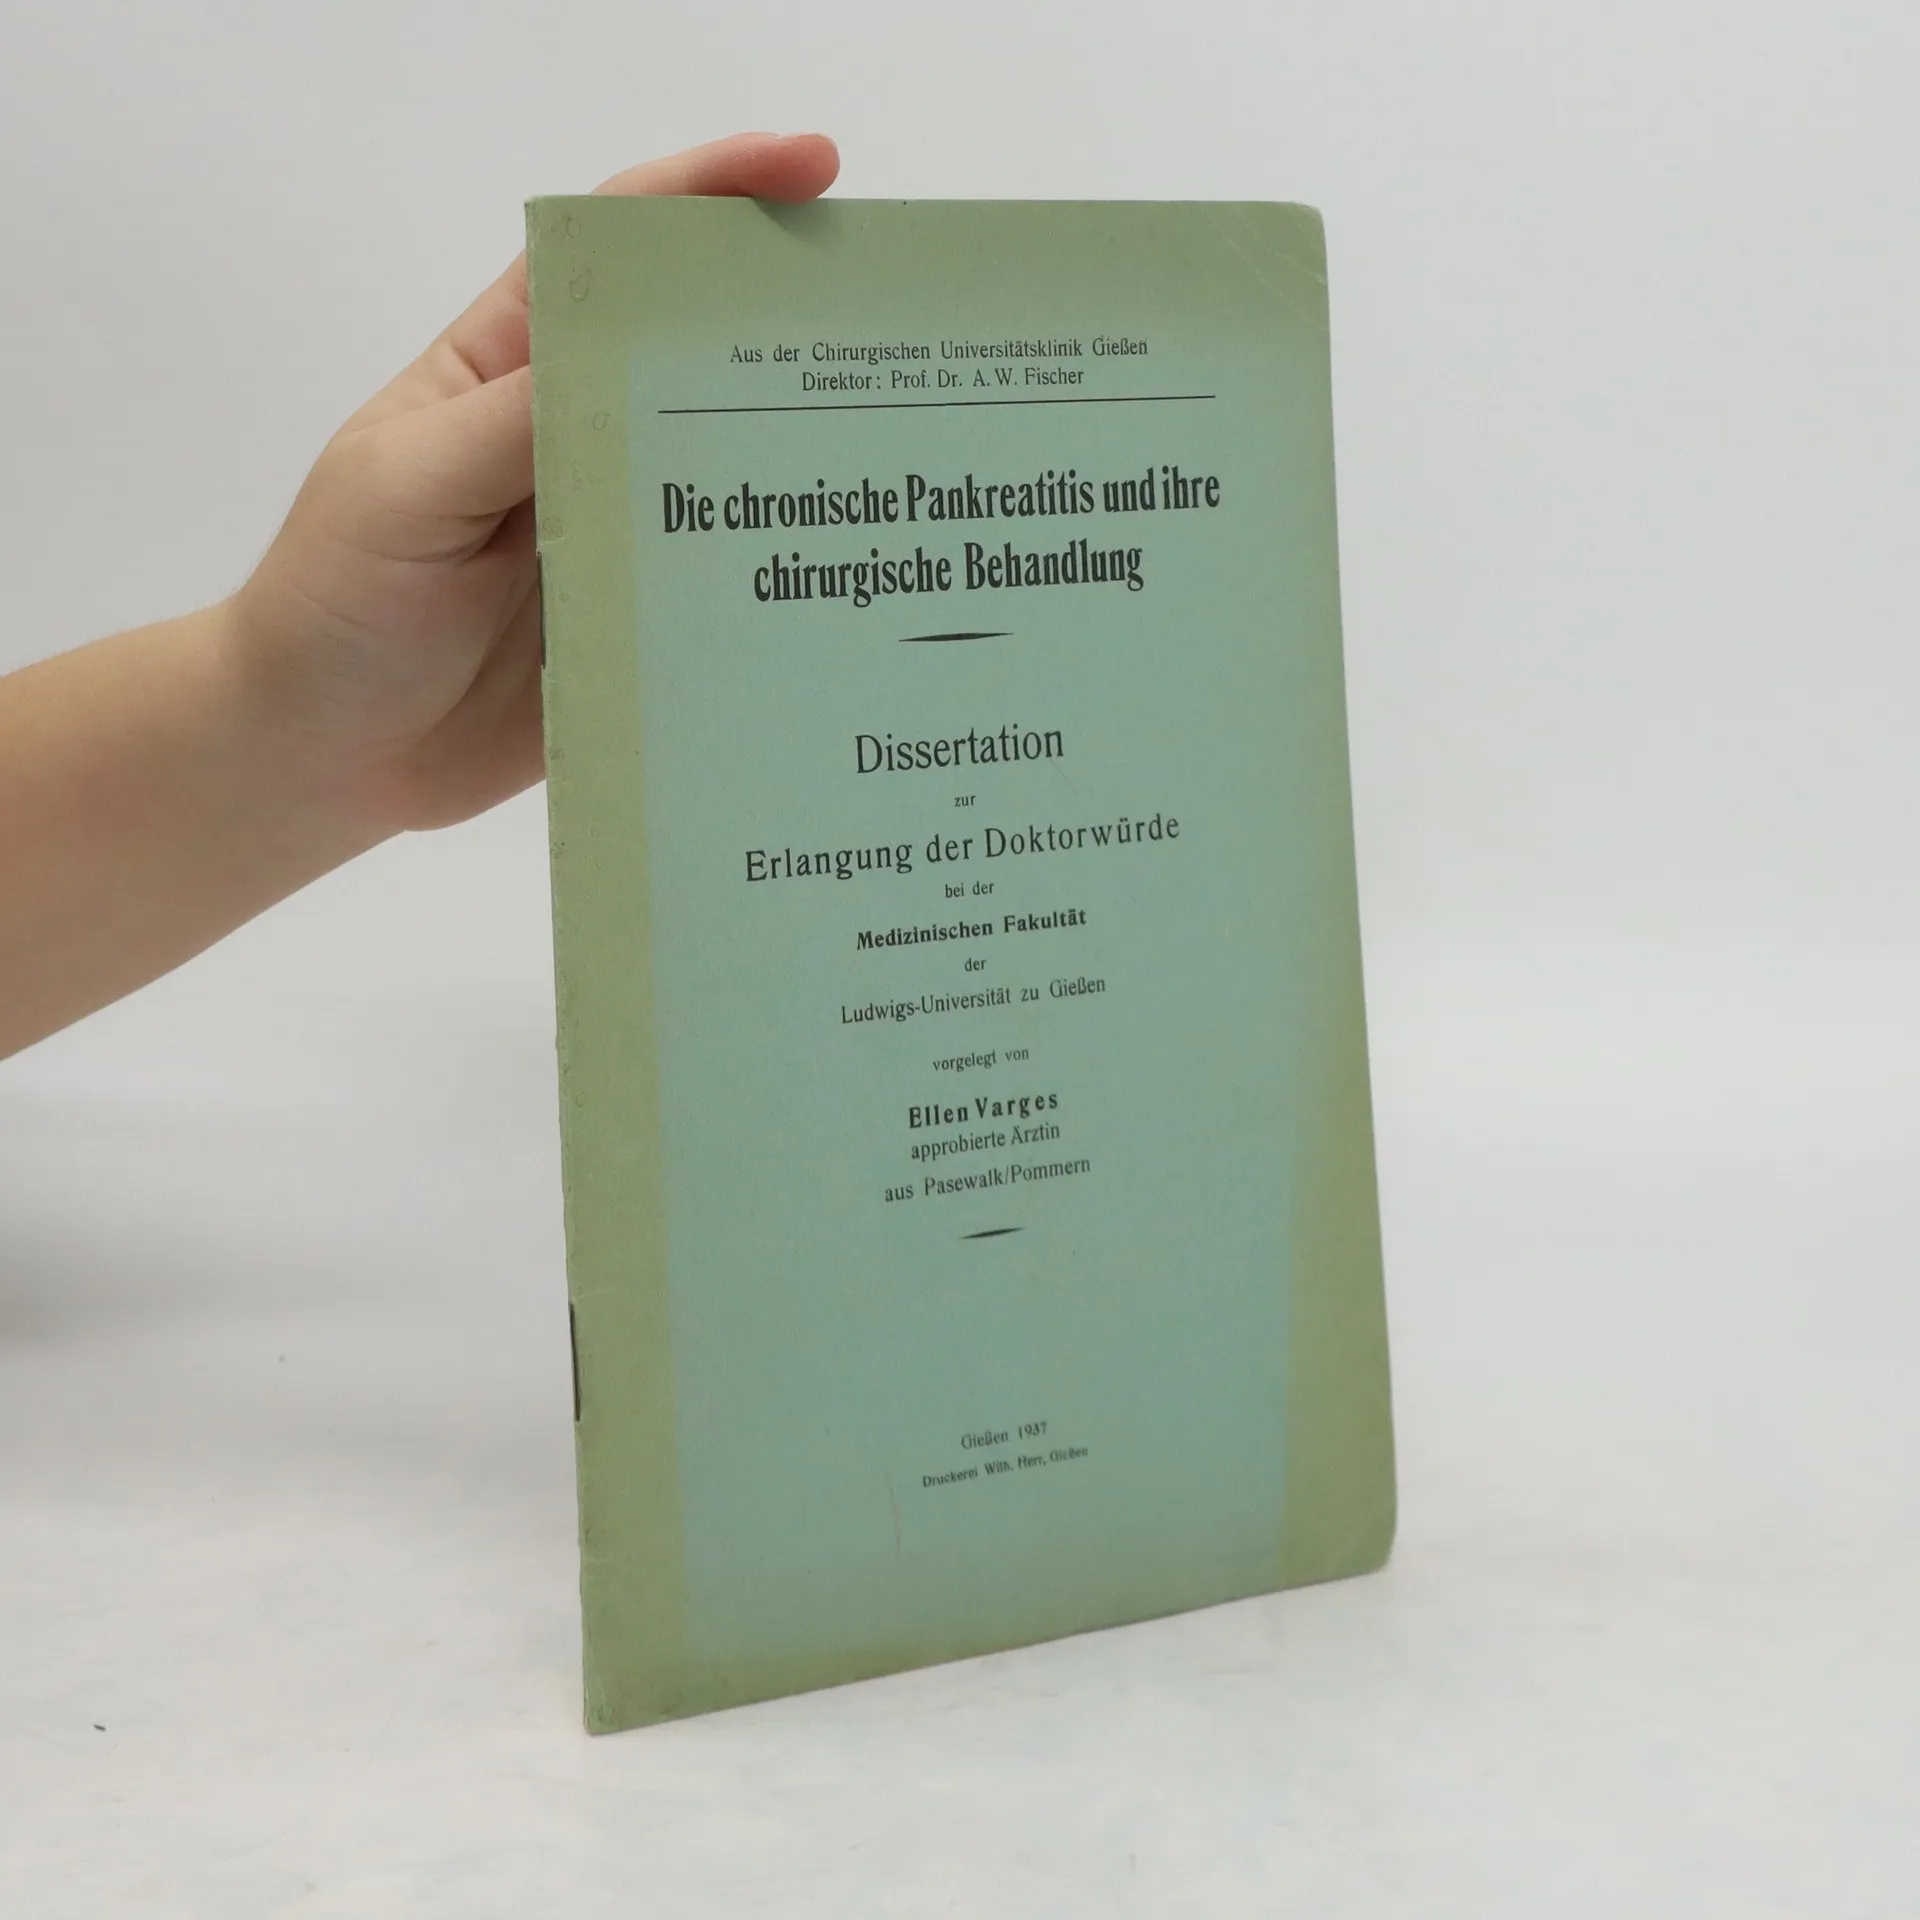 Aus der Chirurgischen Universitätsklinik Gießen
Direktor: Prof. Dr. A. W. Fischer
Die chronische Pankreatitis und ihre
chirurgische Behandlung
Dissertation
zur
Erlangung der Doktorwürde
bei der
Medizinischen Fakultät
der
Ludwigs-Universität zu Gießen
vorgelegt von
Ellen Varges
approbierte Ärztin
aus Pasewalk/Pommern
Gießen 1937
Druckerei Wilh. Herr, Gießen